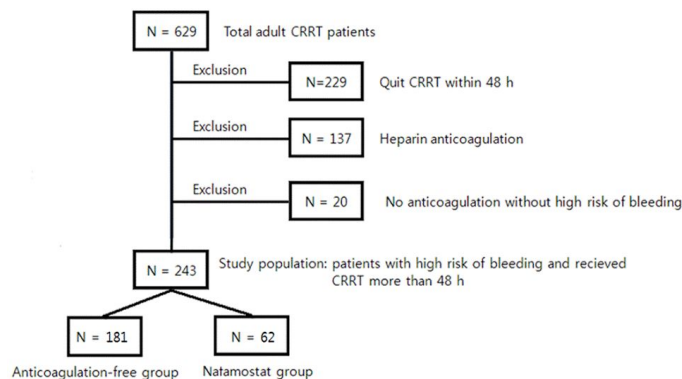 N = 629 Total adult CRRT patients
Exclusion
N=229 Quit CRRT within 48 h
Exclusion
N = 137 Heparin anticoagulation
Exclusion
N = 20 No anticoagulation without high risk of bleeding
N = 243 Study population: patients with high risk of bleeding and recieved
CRRT more than 48 h
N = 181 N = 62
Anticoagulation-free group Natamostat group